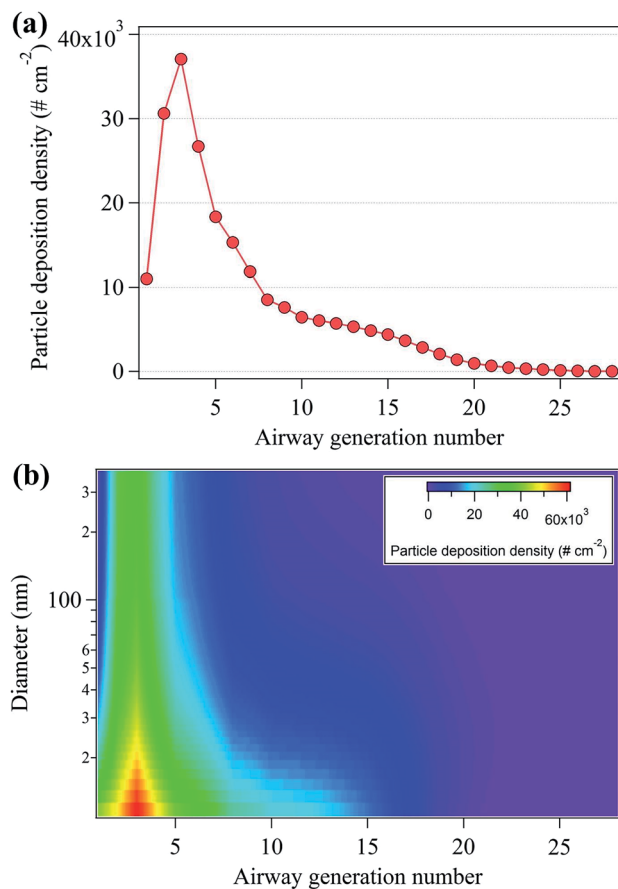 (a)
40x10³
30
20
10
0
Particle deposition density (# cm⁻²)
5
10
15
20
25
Airway generation number
(b)
3
2
100
6
5
4
3
2
Diameter (nm)
0
20
40
60x10³
Particle deposition density (# cm⁻²)
5
10
15
20
25
Airway generation number